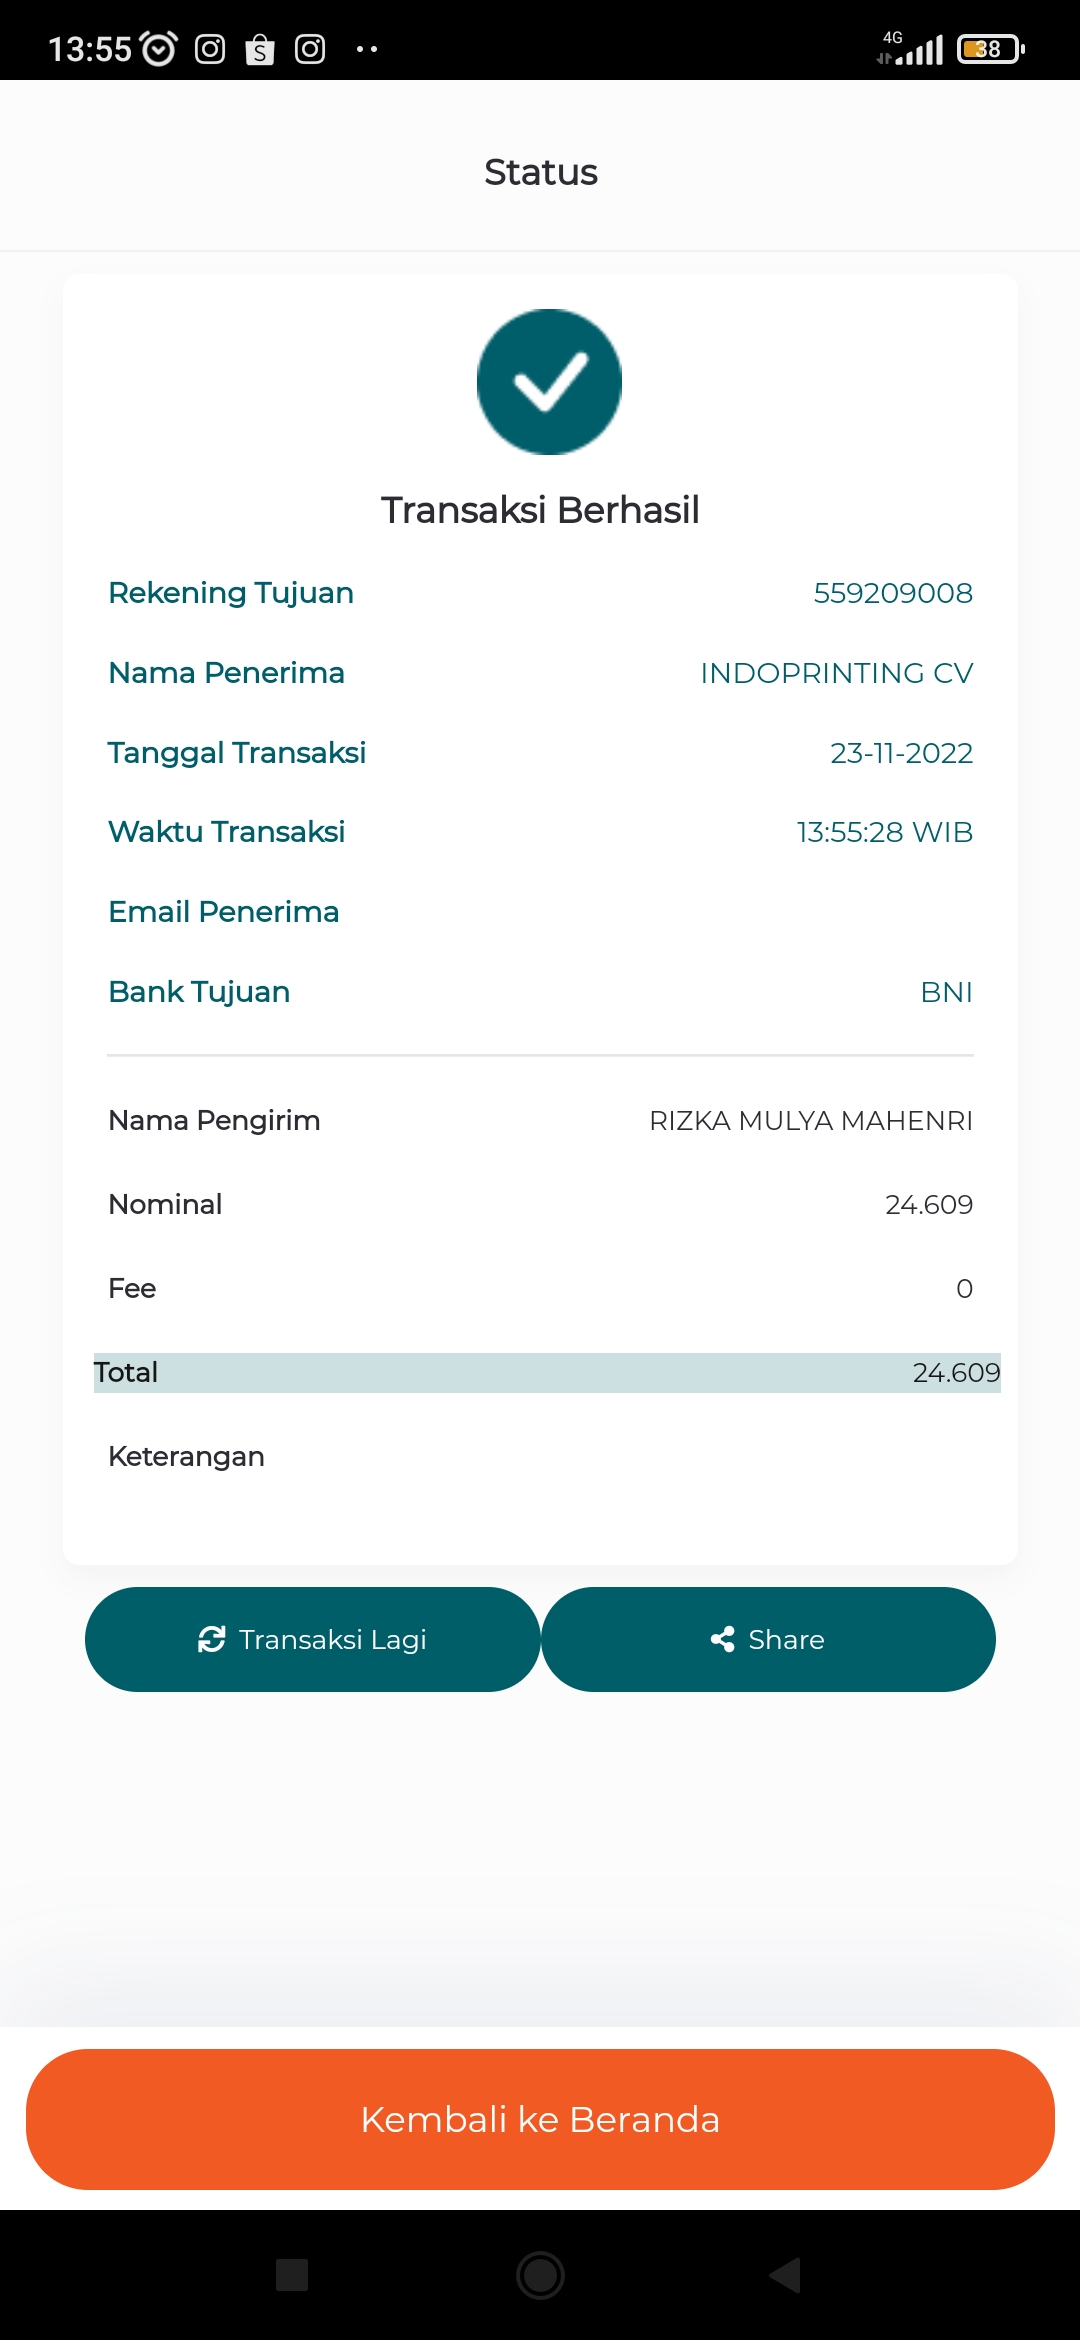 13:55
4G
38
Status
Transaksi Berhasil
Rekening Tujuan 559209008
Nama Penerima INDOPRINTING CV
Tanggal Transaksi 23-11-2022
Waktu Transaksi 13:55:28 WIB
Email Penerima
Bank Tujuan BNI
Nama Pengirim RIZKA MULYA MAHENRI
Nominal 24.609
Fee 0
Total 24.609
Keterangan
Transaksi Lagi
Share
Kembali ke Beranda